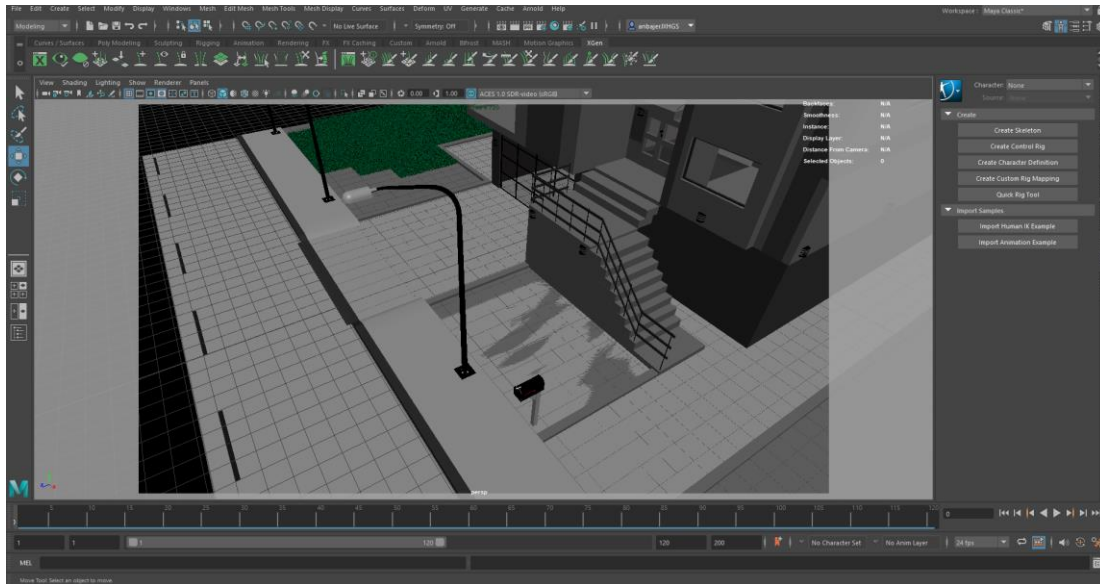 File Edit Create Select Modify Display Windows Mesh Edit Mesh Mesh Tools Mesh Display Curves Surfaces Deform UV Generate Cache Arnold Help
Workspace: Maya Classic*
Modeling No Live Surface Symmetry: Off
Curves / Surfaces Poly Modeling Sculpting Rigging Animation Rendering FX FX Caching Custom Arnold Bifrost MASH Motion Graphics XGen
View Shading Lighting Show Renderer Panels
0.00 1.00 ACES 1.0 SDR-video (sRGB)
Character: None
Source: None
Backfaces: N/A
Smoothness: N/A
Instance: N/A
Display Layer: N/A
Distance From Camera: N/A
Selected Objects: 0
Create
Create Skeleton
Create Control Rig
Create Character Definition
Create Custom Rig Mapping
Quick Rig Tool
Import Samples
Import Human IK Example
Import Animation Example
persp
5 10 15 20 25 30 35 40 45 50 55 60 65 70 75 80 85 90 95 100 105 110 115 120
0
1 1 1 120 120 200 No Character Set No Anim Layer 24 fps
MEL
Move Tool: Select an object to move.